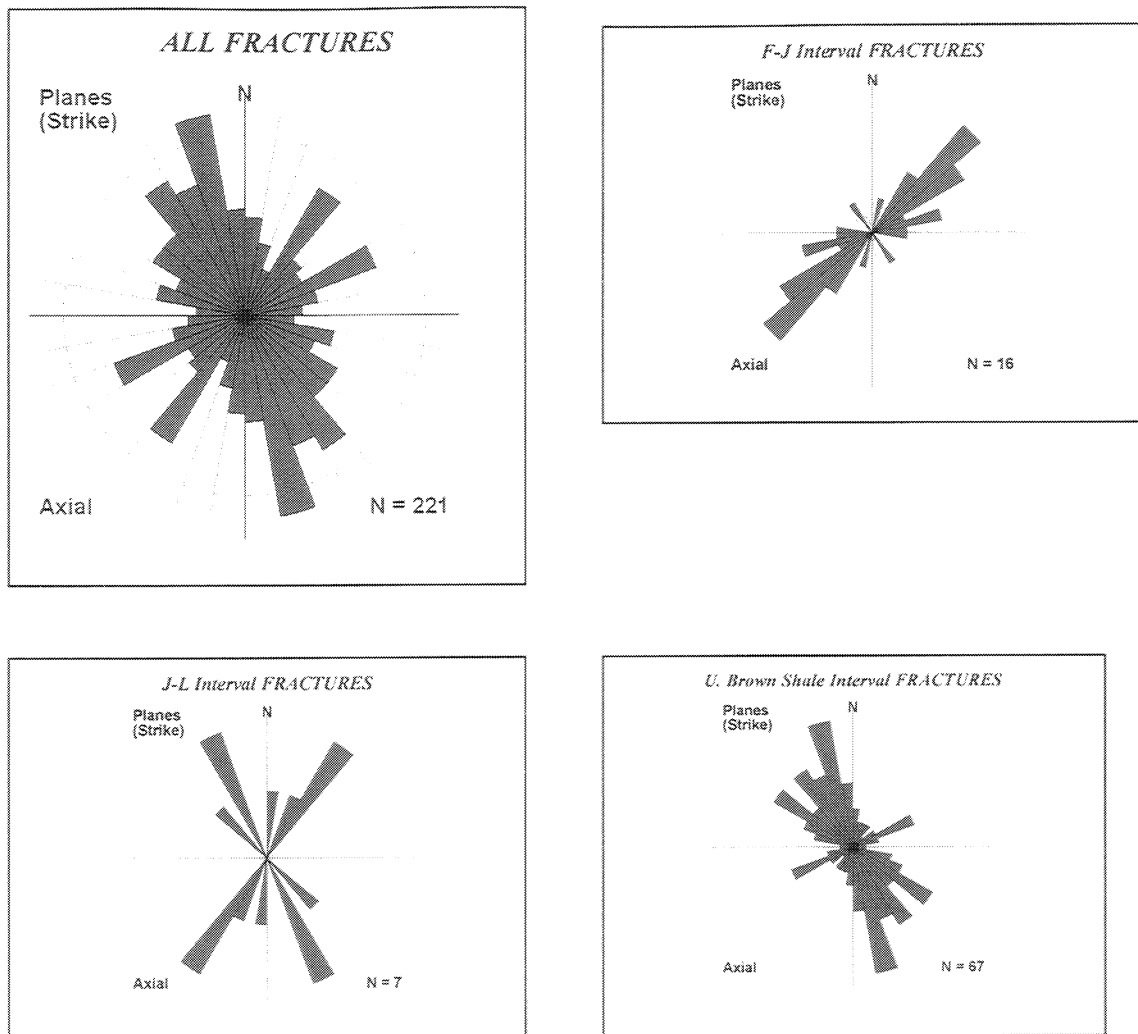 ALL FRACTURES
Planes
(Strike)
N
Axial
N = 221
F-J Interval FRACTURES
Planes
(Strike)
N
Axial
N = 16
J-L Interval FRACTURES
Planes
(Strike)
N
Axial
N = 7
U. Brown Shale Interval FRACTURES
Planes
(Strike)
N
Axial
N = 67